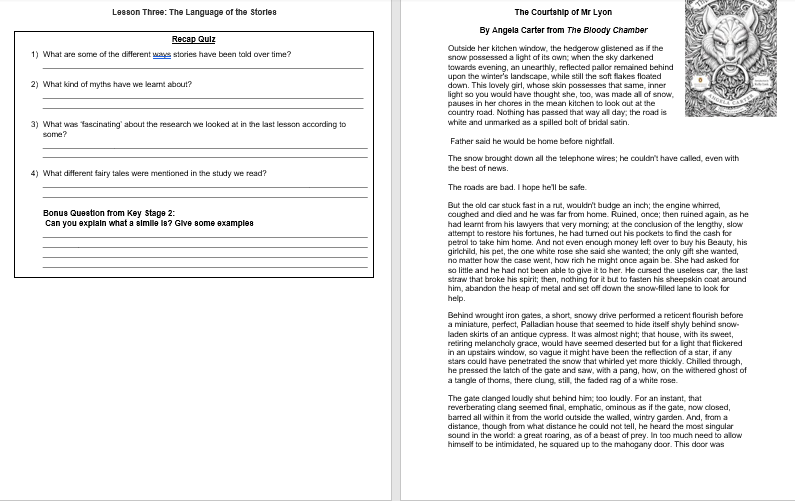 Lesson Three: The Language of the Stories
Recap Quiz
1) What are some of the different ways stories have been told over time?
2) What kind of myths have we learnt about?
3) What was 'fascinating' about the research we looked at in the last lesson according to
some?
4) What different fairy tales were mentioned in the study we read?
Bonus Question from Key Stage 2:
Can you explain what a simile is? Give some examples
The Courtship of Mr Lyon
By Angela Carter from The Bloody Chamber
Outside her kitchen window, the hedgerow glistened as if the
snow possessed a light of its own; when the sky darkened
towards evening, an unearthly, reflected pallor remained behind
upon the winter's landscape, while still the soft flakes floated
down. This lovely girl, whose skin possesses that same, inner
light so you would have thought she, too, was made all of snow,
pauses in her chores in the mean kitchen to look out at the
country road. Nothing has passed that way all day; the road is
white and unmarked as a spilled bolt of bridal satin.
Father said he would be home before nightfall.
The snow brought down all the telephone wires; he couldn't have called, even with
the best of news.
The roads are bad. I hope he'll be safe.
But the old car stuck fast in a rut, wouldn't budge an inch; the engine whirred,
coughed and died and he was far from home. Ruined, once; then ruined again, as he
had learnt from his lawyers that very morning; at the conclusion of the lengthy, slow
attempt to restore his fortunes, he had turned out his pockets to find the cash for
petrol to take him home. And not even enough money left over to buy his Beauty, his
girlchild, his pet, the one white rose she said she wanted; the only gift she wanted,
no matter how the case went, how rich he might once again be. She had asked for
so little and he had not been able to give it to her. He cursed the useless car, the last
straw that broke his spirit; then, nothing for it but to fasten his sheepskin coat around
him, abandon the heap of metal and set off down the snow-filled lane to look for
help.
Behind wrought iron gates, a short, snowy drive performed a reticent flourish before
a miniature, perfect, Palladian house that seemed to hide itself shyly behind snow-
laden skirts of an antique cypress. It was almost night; that house, with its sweet,
retiring melancholy grace, would have seemed deserted but for a light that flickered
in an upstairs window, so vague it might have been the reflection of a star, if any
stars could have penetrated the snow that whirled yet more thickly. Chilled through,
he pressed the latch of the gate and saw, with a pang, how, on the withered ghost of
a tangle of thorns, there clung, still, the faded rag of a white rose.
The gate clanged loudly shut behind him; too loudly. For an instant, that
reverberating clang seemed final, emphatic, ominous as if the gate, now closed,
barred all within it from the world outside the walled, wintry garden. And, from a
distance, though from what distance he could not tell, he heard the most singular
sound in the world: a great roaring, as of a beast of prey. In too much need to allow
himself to be intimidated, he squared up to the mahogany door. This door was